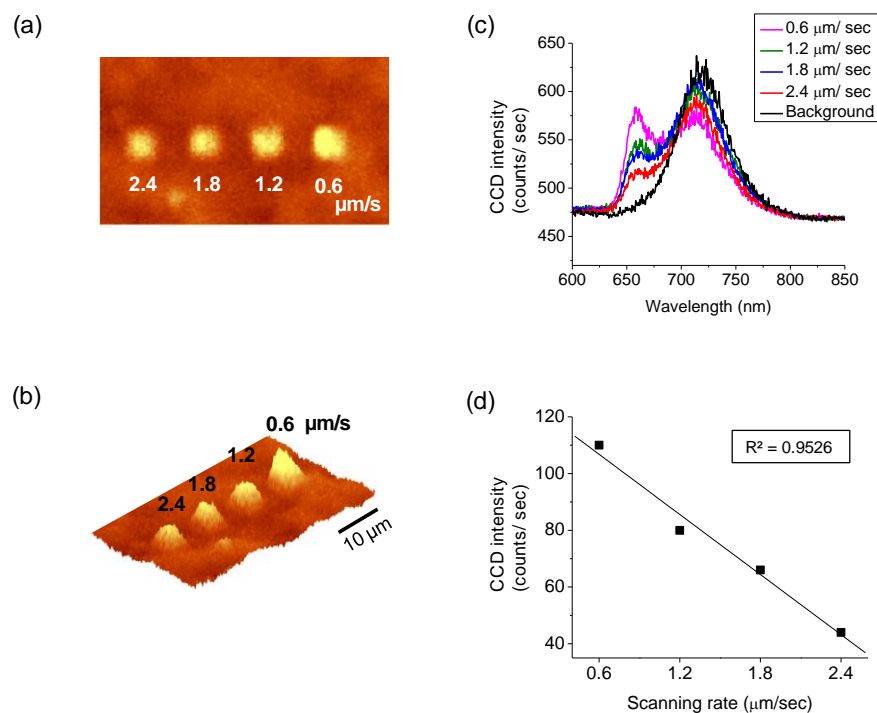 (a)
2.4 1.8 1.2 0.6
µm/s
(b)
0.6 µm/s
1.2
1.8
2.4
10 µm
(c)
0.6 µm/ sec
1.2 µm/ sec
1.8 µm/ sec
2.4 µm/ sec
Background
650
625
600
575
550
525
500
475
450
CCD intensity
(counts/ sec)
600 650 700 750 800 850
Wavelength (nm)
(d)
R² = 0.9526
120
100
80
60
40
CCD intensity
(counts/ sec)
0.6 1.2 1.8 2.4
Scanning rate (µm/sec)